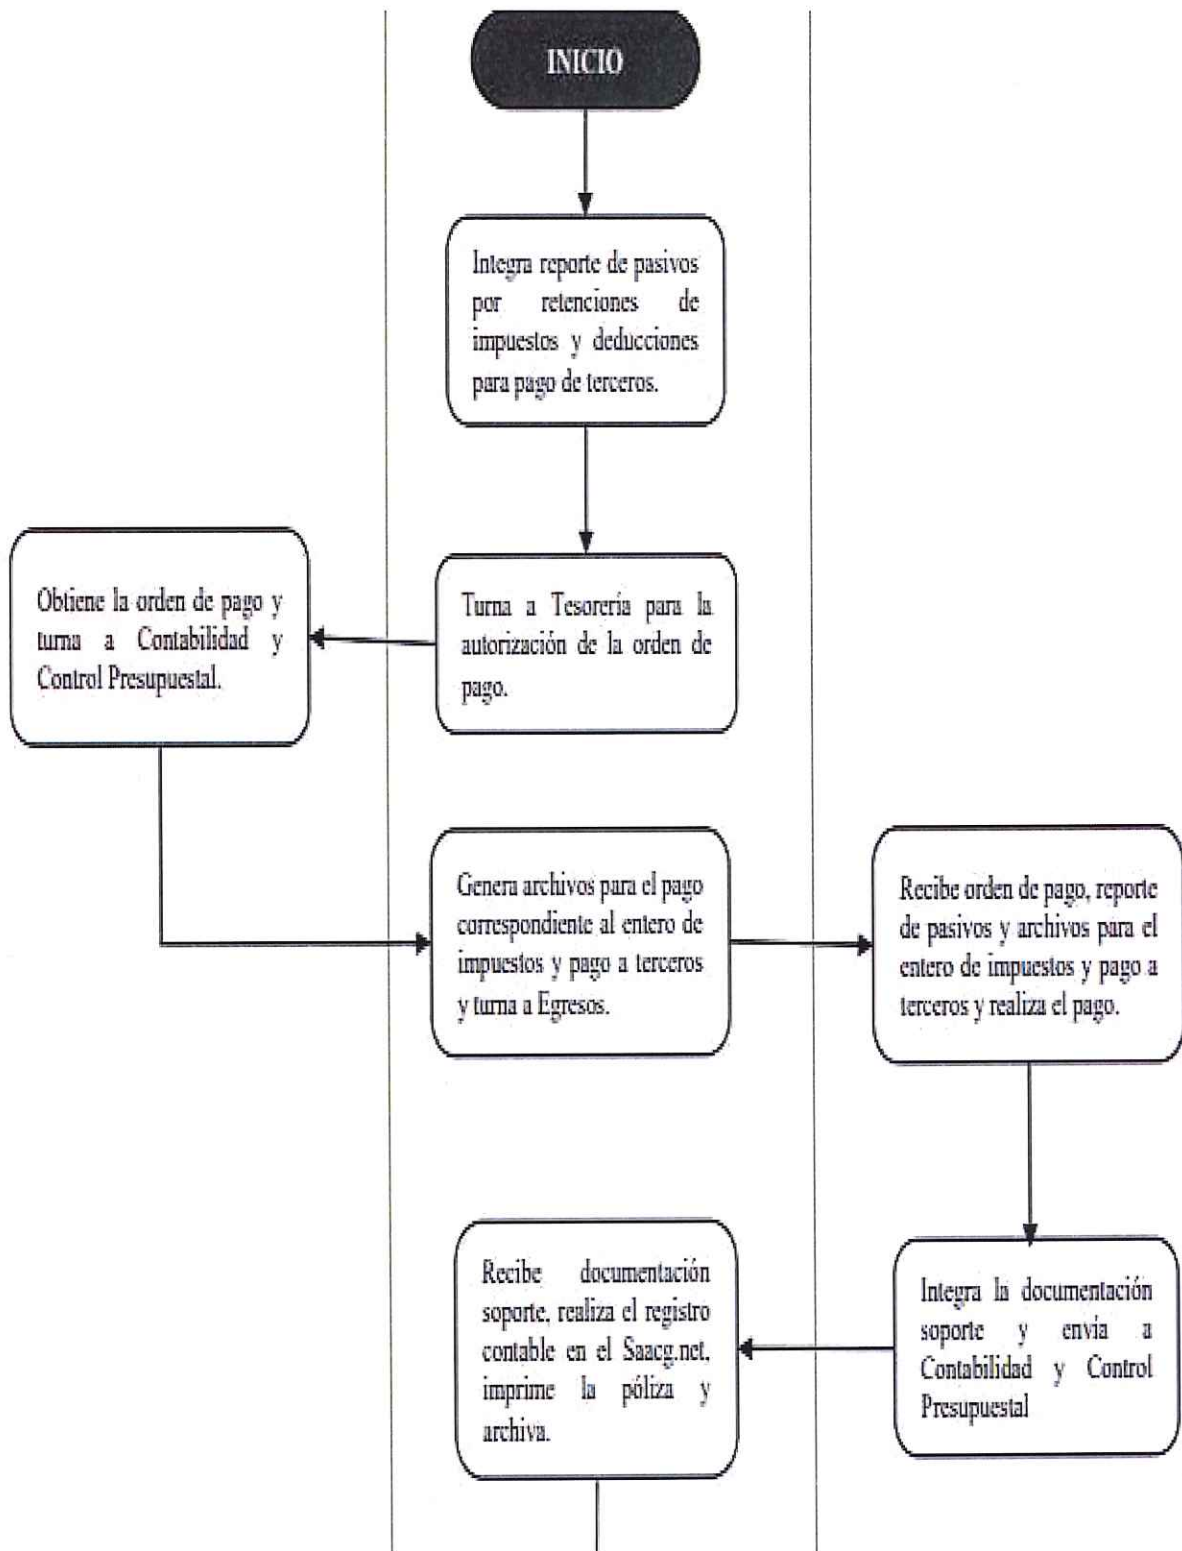 INICIO
Integra reporte de pasivos
por retenciones de
impuestos y deducciones
para pago de terceros.
Turna a Tesorería para la
autorización de la orden de
pago.
Obtiene la orden de pago y
turna a Contabilidad y
Control Presupuestal.
Genera archivos para el pago
correspondiente al entero de
impuestos y pago a terceros
y turna a Egresos.
Recibe orden de pago, reporte
de pasivos y archivos para el
entero de impuestos y pago a
terceros y realiza el pago.
Integra la documentación
soporte y envía a
Contabilidad y Control
Presupuestal
Recibe documentación
soporte, realiza el registro
contable en el Saacg.net,
imprime la póliza y
archiva.